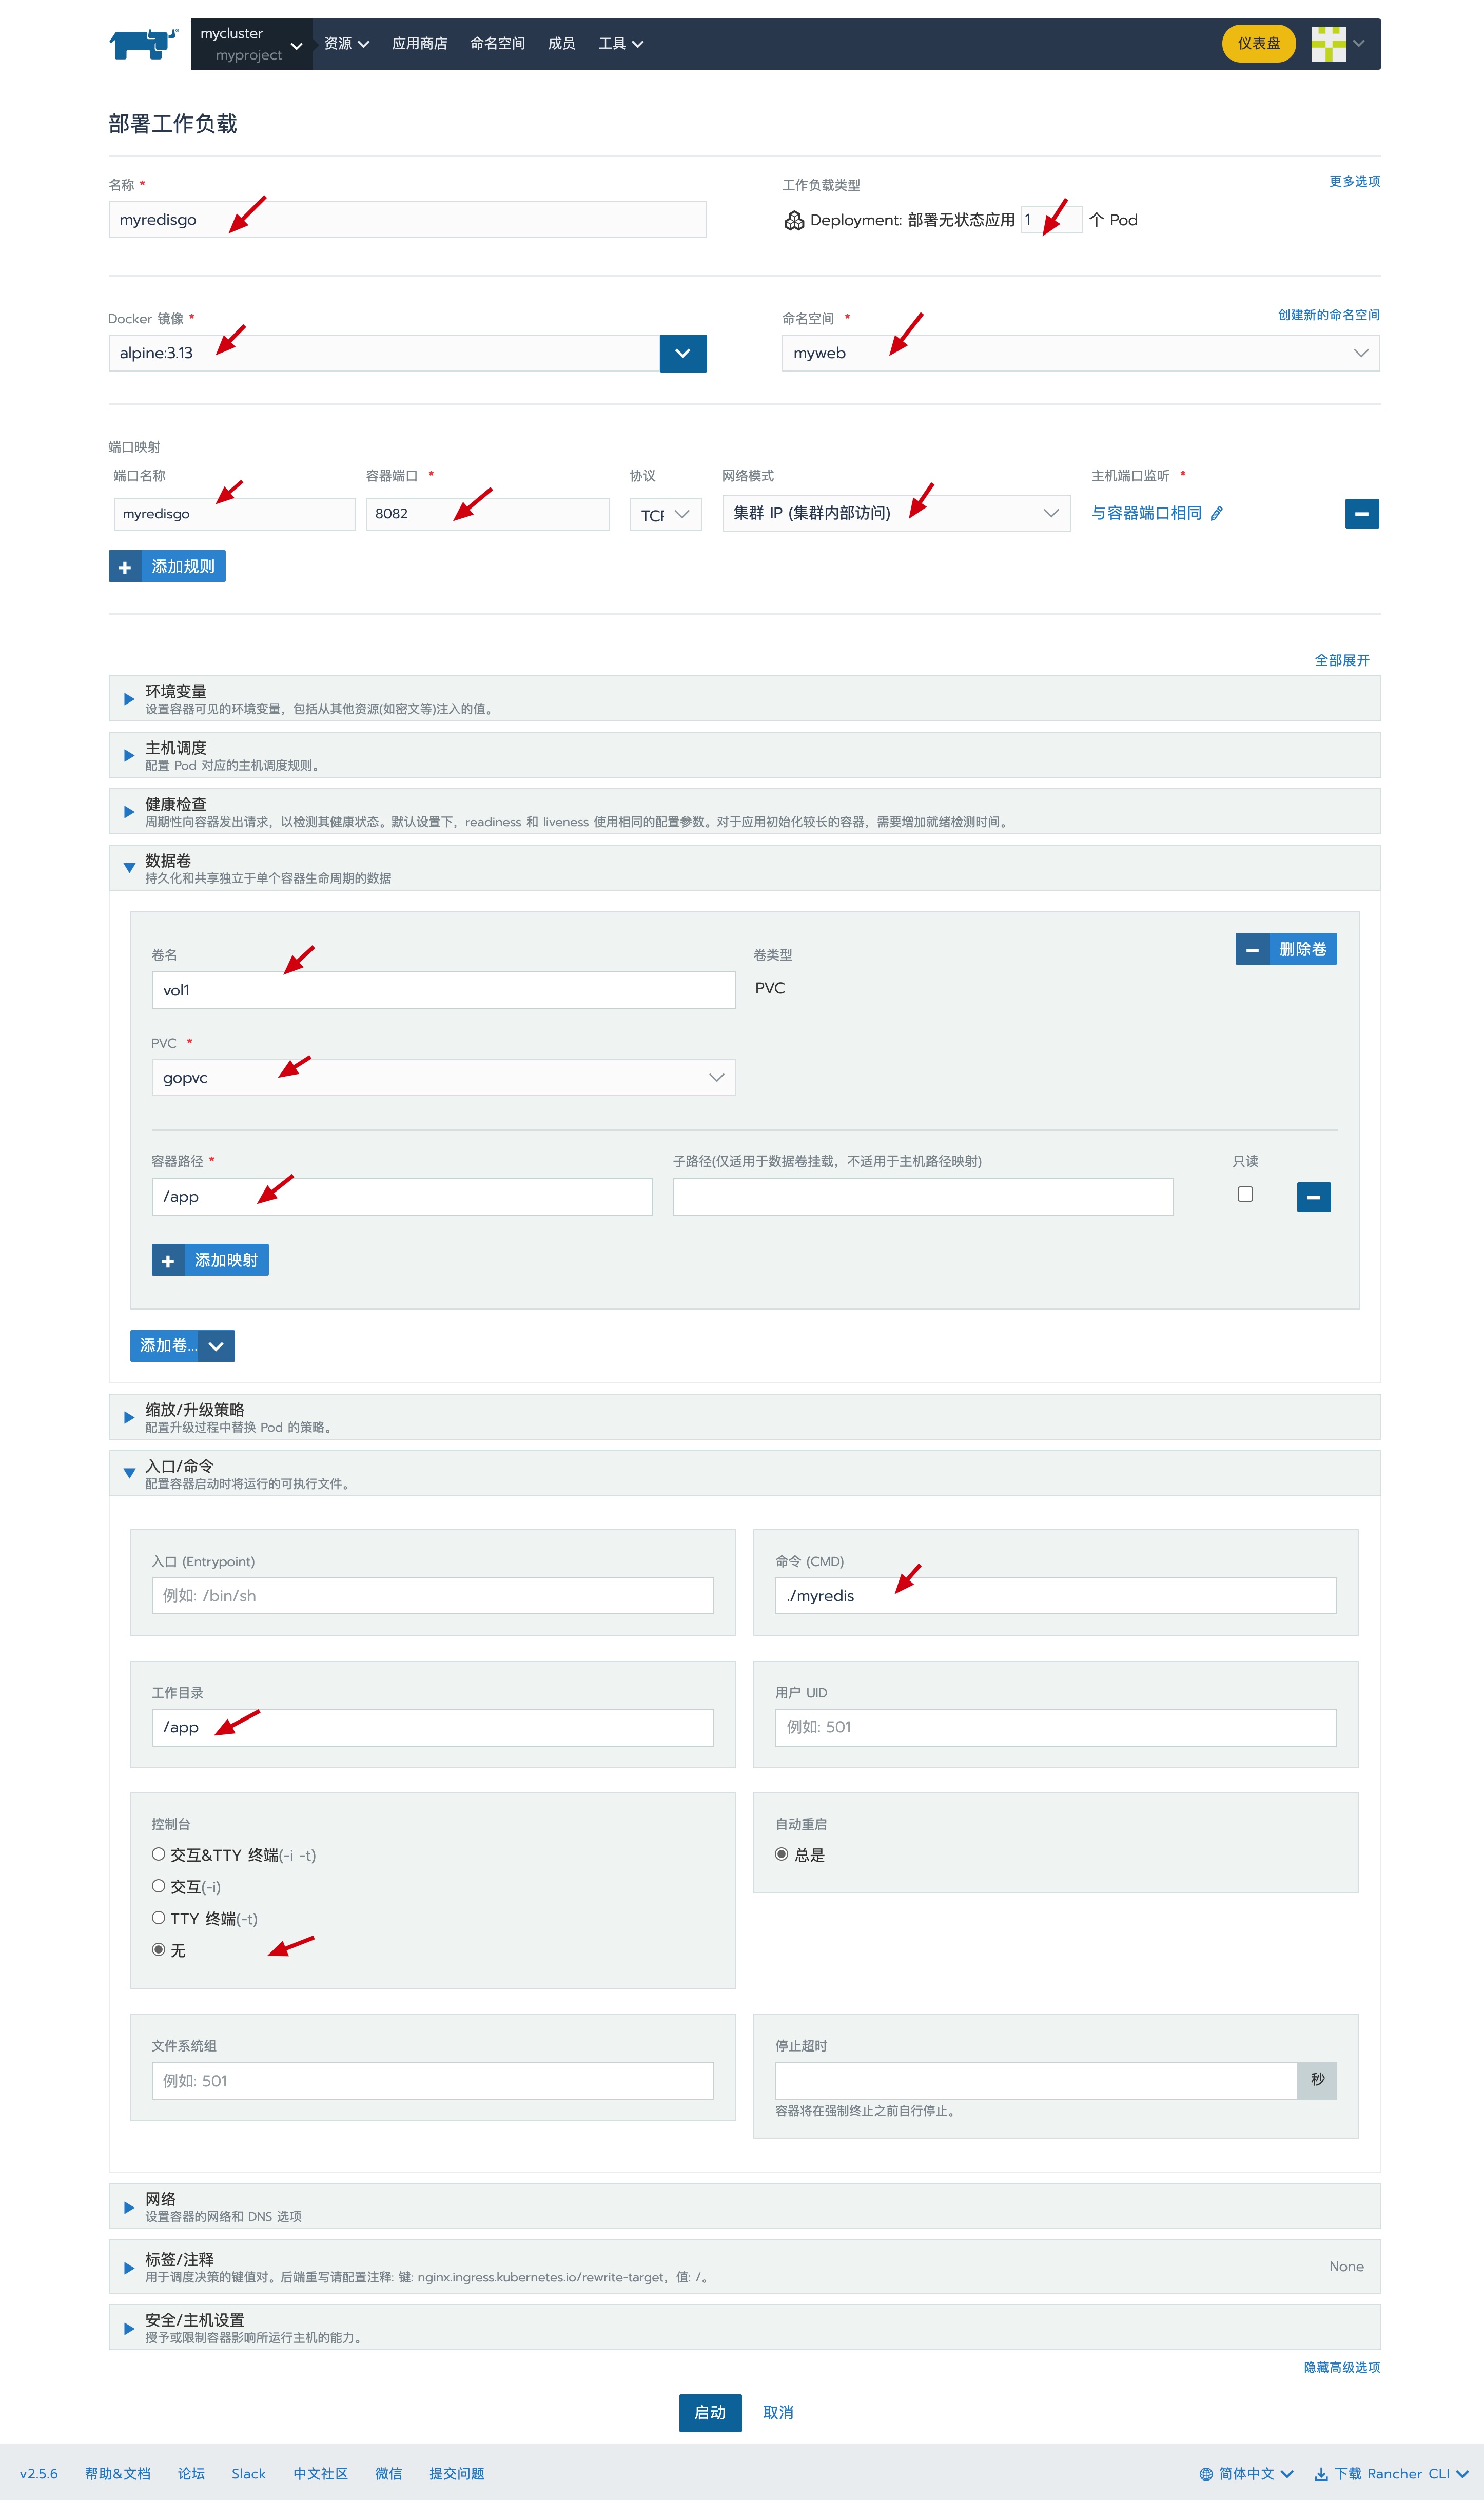 mycluster
myproject
资源
应用商店
命名空间
成员
工具
仪表盘
部署工作负载
名称 *
工作负载类型
更多选项
myredisgo
Deployment: 部署无状态应用 1 个 Pod
Docker 镜像 *
命名空间 *
创建新的命名空间
alpine:3.13
myweb
端口映射
端口名称
容器端口 *
协议
网络模式
主机端口监听 *
myredisgo
8082
TCP
集群 IP (集群内部访问)
与容器端口相同
添加规则
全部展开
环境变量
设置容器可见的环境变量，包括从其他资源(如密文等)注入的值。
主机调度
配置 Pod 对应的主机调度规则。
健康检查
周期性向容器发出请求，以检测其健康状态。默认设置下，readiness 和 liveness 使用相同的配置参数。对于应用初始化较长的容器，需要增加就绪检测时间。
数据卷
持久化和共享独立于单个容器生命周期的数据
卷名
卷类型
删除卷
vol1
PVC
PVC *
gopvc
容器路径 *
子路径(仅适用于数据卷挂载，不适用于主机路径映射)
只读
/app
添加映射
添加卷...
缩放/升级策略
配置升级过程中替换 Pod 的策略。
入口/命令
配置容器启动时将运行的可执行文件。
入口 (Entrypoint)
命令 (CMD)
例如: /bin/sh
./myredis
工作目录
用户 UID
/app
例如: 501
控制台
自动重启
交互&TTY 终端(-i -t)
总是
交互(-i)
TTY 终端(-t)
无
文件系统组
停止超时
例如: 501
秒
容器将在强制终止之前自行停止。
网络
设置容器的网络和 DNS 选项
标签/注释
用于调度决策的键值对。后端重写请配置注释: 键: nginx.ingress.kubernetes.io/rewrite-target，值: /。
None
安全/主机设置
授予或限制容器影响所运行主机的能力。
隐藏高级选项
启动
取消
v2.5.6
帮助&文档
论坛
Slack
中文社区
微信
提交问题
简体中文
下载 Rancher CLI